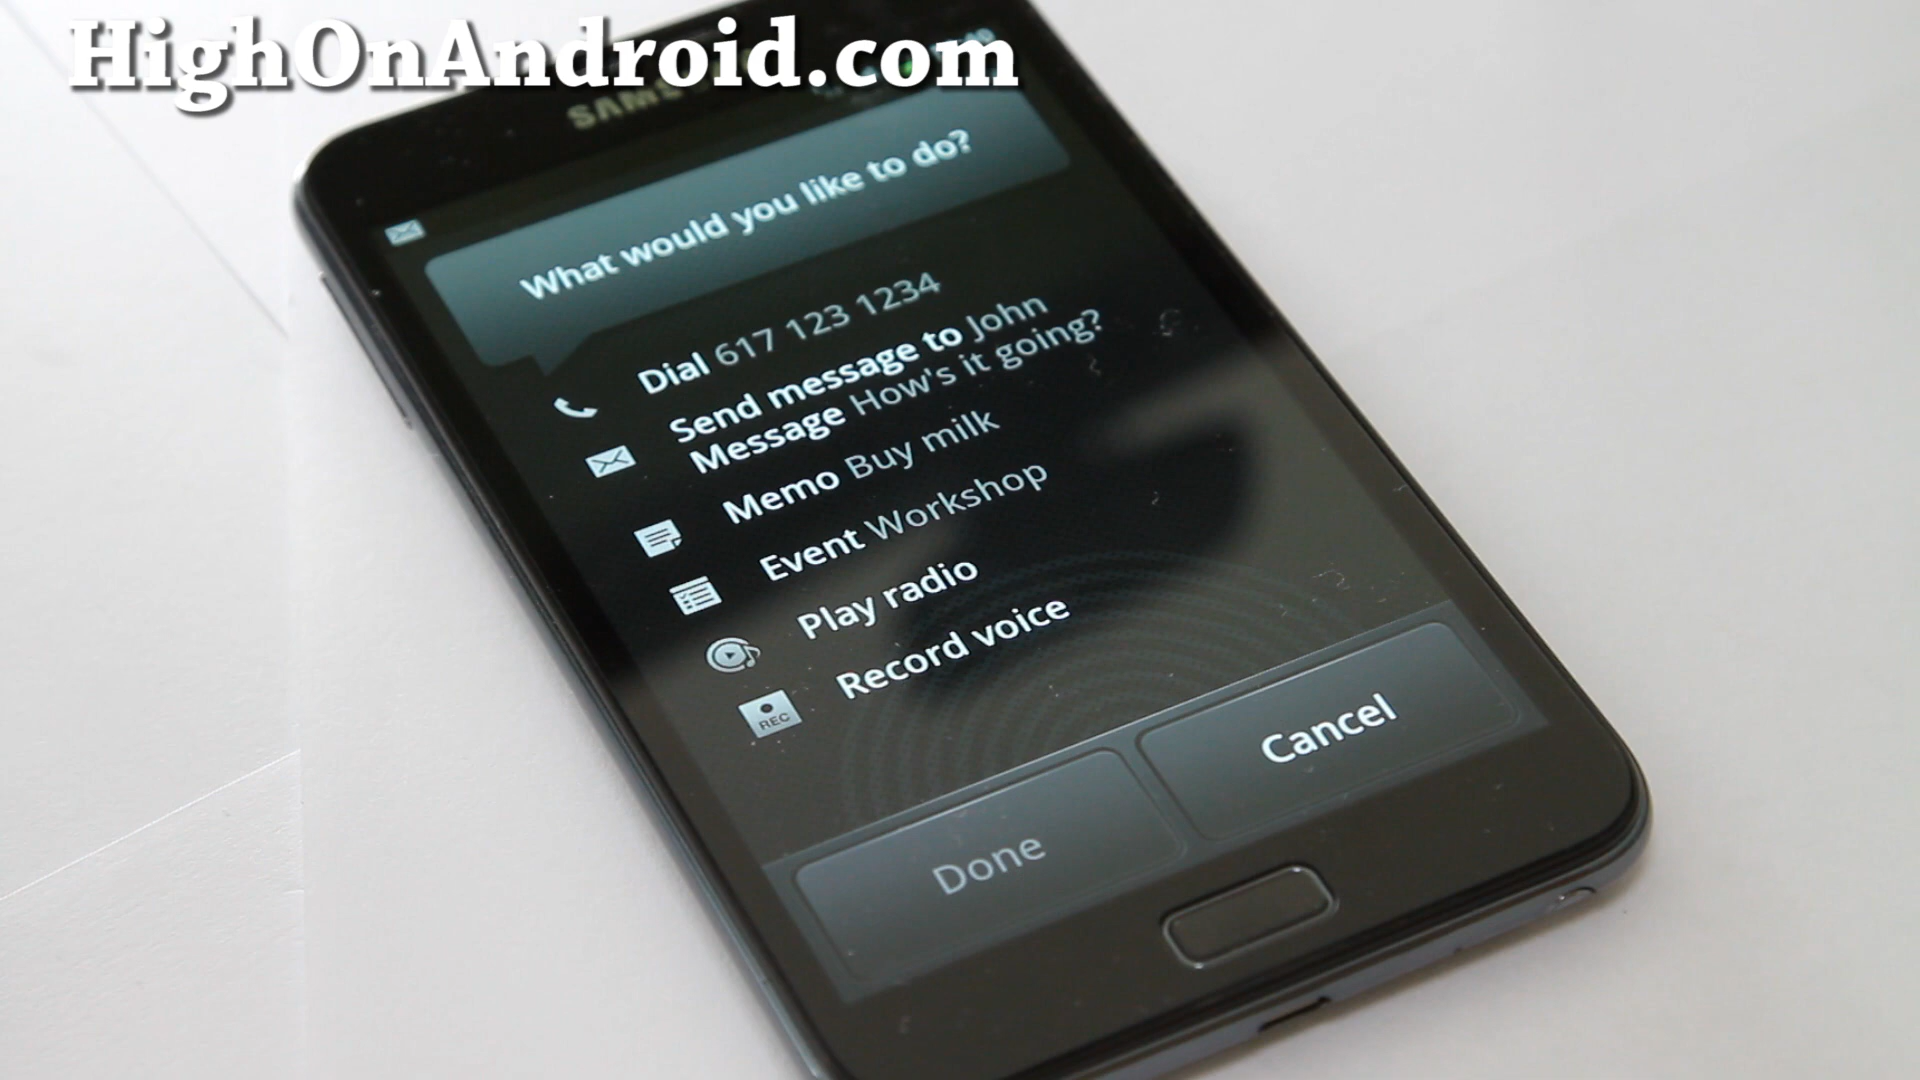 HighOnAndroid.com
SAMS
What would you like to do?
Dial 617 123 1234
Send message to John
Message How's it going?
Memo Buy milk
Event Workshop
Play radio
REC
Record voice
Cancel
Done